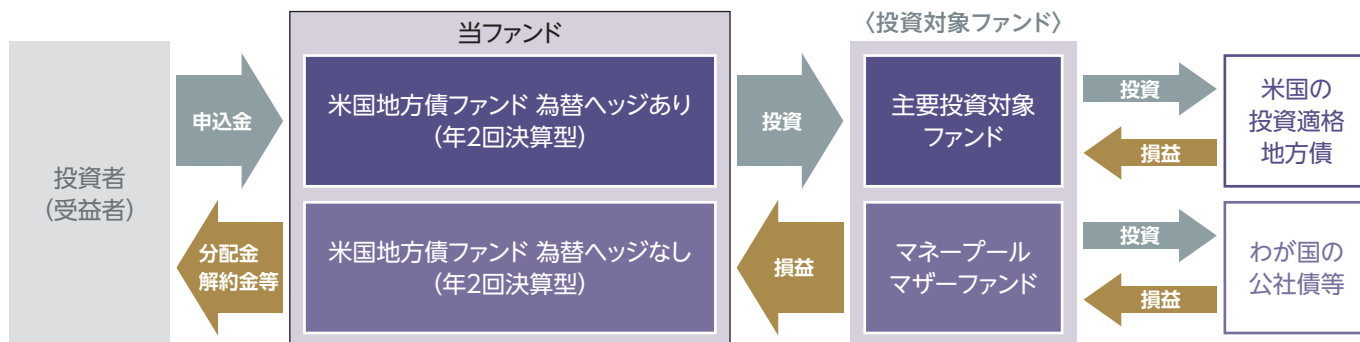 投資者
(受益者)
申込金
分配金
解約金等
当ファンド
米国地方債ファンド 為替ヘッジあり
(年2回決算型)
米国地方債ファンド 為替ヘッジなし
(年2回決算型)
投資
損益
〈投資対象ファンド〉
主要投資対象
ファンド
マネープール
マザーファンド
投資
損益
投資
損益
米国の
投資適格
地方債
わが国の
公社債等